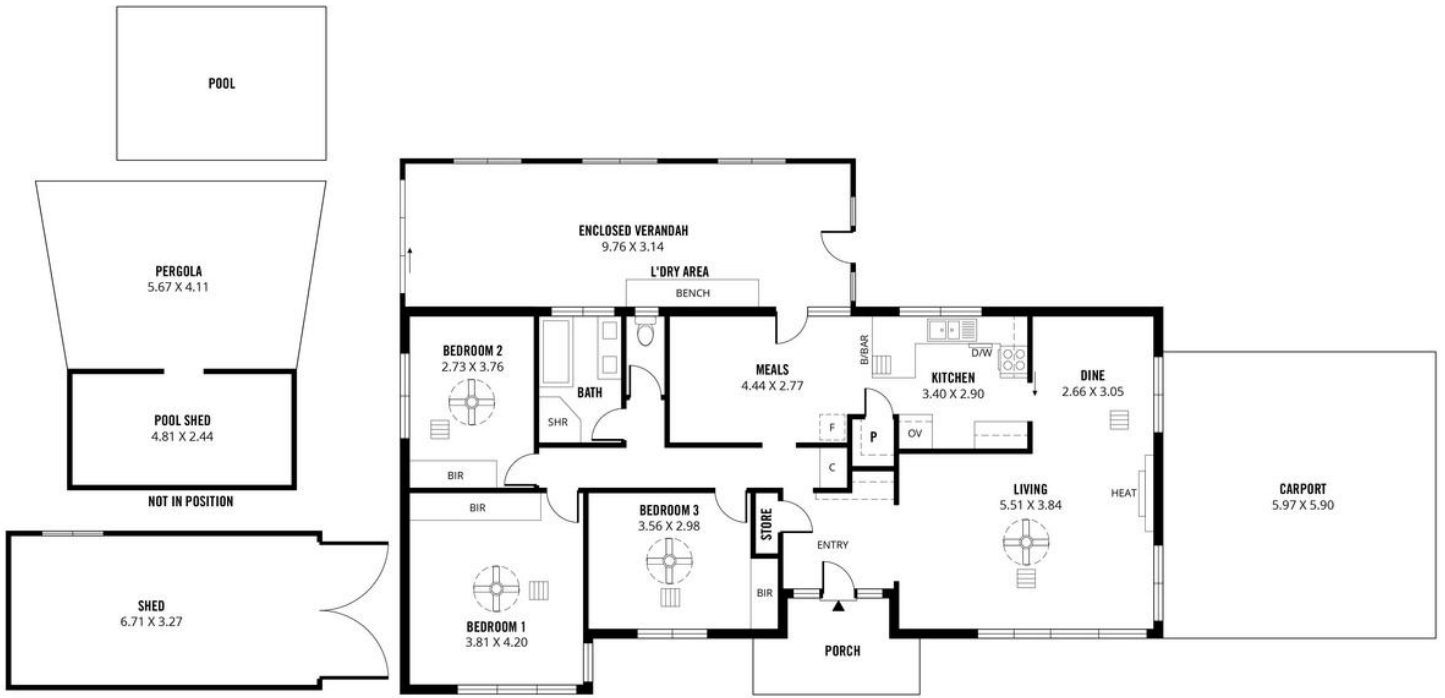 POOL
PERGOLA
5.67 X 4.11
POOL SHED
4.81 X 2.44
NOT IN POSITION
SHED
6.71 X 3.27
ENCLOSED VERANDAH
9.76 X 3.14
L'DRY AREA
BENCH
BEDROOM 2
2.73 X 3.76
BIR
BATH
SHR
MEALS
4.44 X 2.77
B/BAR
F
D/W
KITCHEN
3.40 X 2.90
P
OV
C
DINE
2.66 X 3.05
BIR
BEDROOM 1
3.81 X 4.20
BEDROOM 3
3.56 X 2.98
BIR
STORE
ENTRY
LIVING
5.51 X 3.84
HEAT
PORCH
CARPORT
5.97 X 5.90